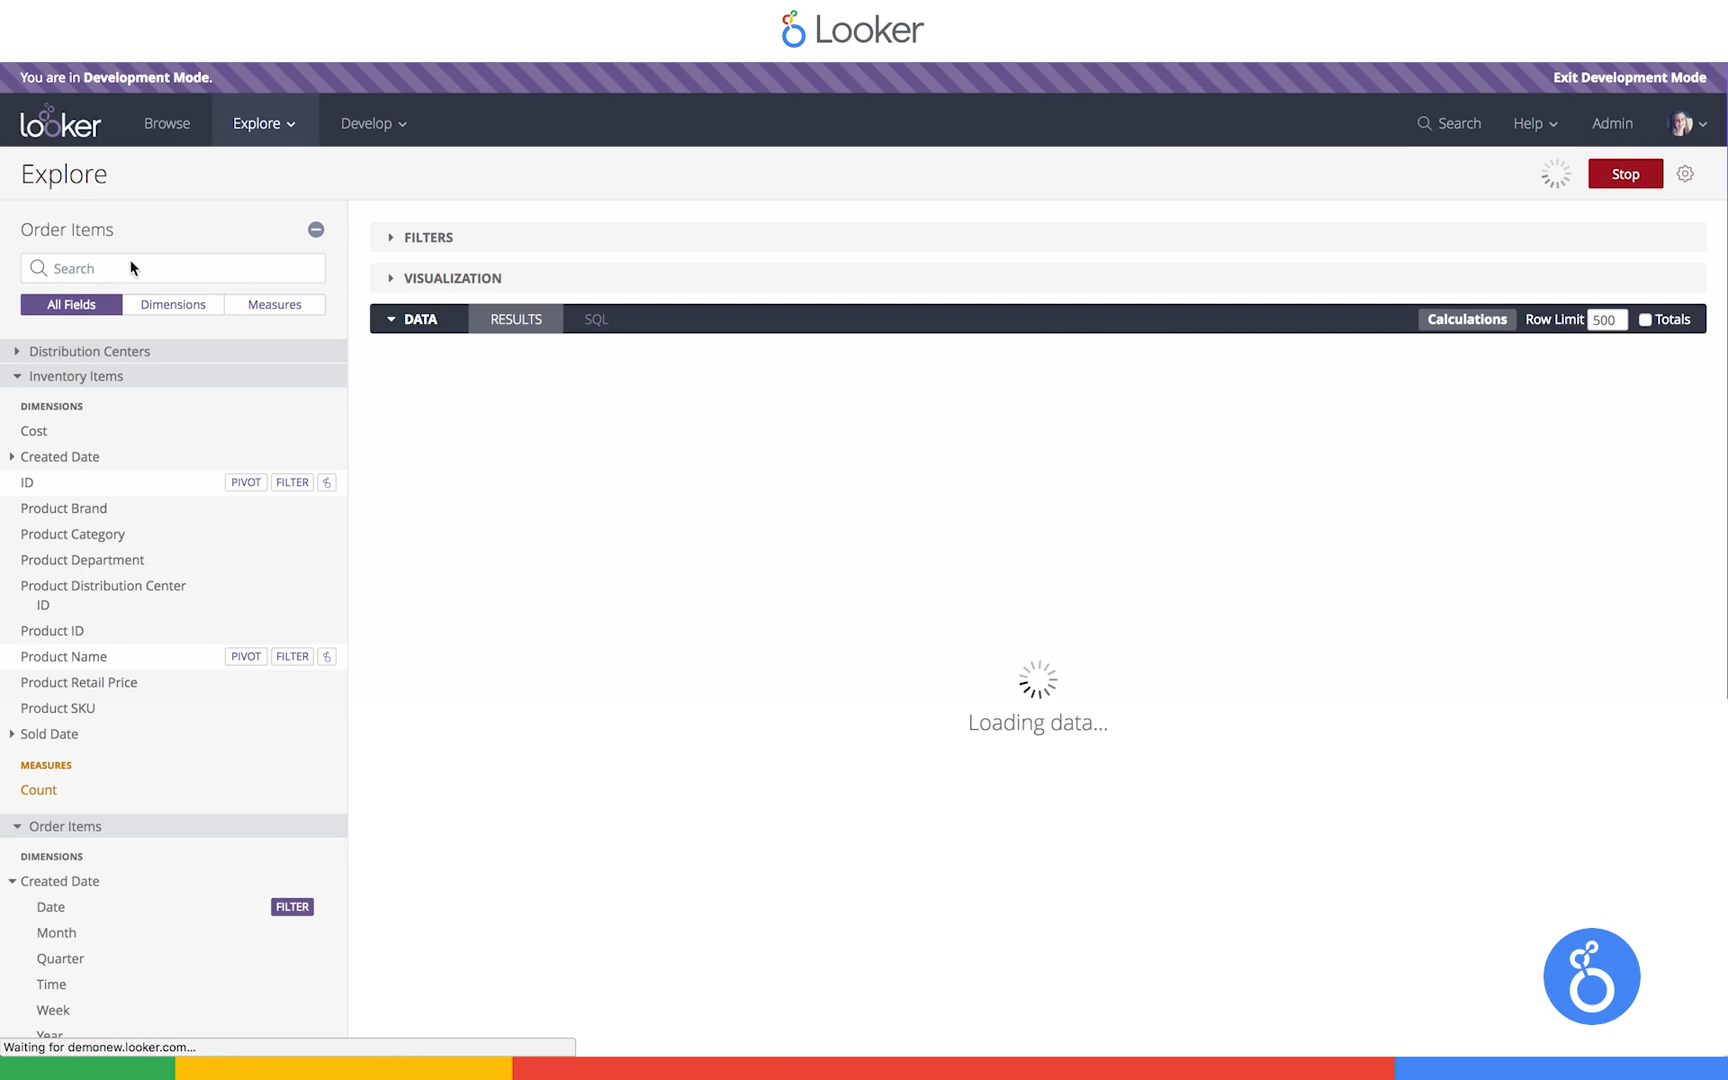 Looker
You are in Development Mode.
Exit Development Mode
looker
Browse
Explore
Develop
Search
Help
Admin
Explore
Stop
Order Items
Search
All Fields
Dimensions
Measures
Distribution Centers
Inventory Items
DIMENSIONS
Cost
Created Date
ID
PIVOT
FILTER
Product Brand
Product Category
Product Department
Product Distribution Center
ID
Product ID
Product Name
PIVOT
FILTER
Product Retail Price
Product SKU
Sold Date
MEASURES
Count
Order Items
DIMENSIONS
Created Date
Date
FILTER
Month
Quarter
Time
Week
Year
Waiting for demonew.looker.com...
FILTERS
VISUALIZATION
DATA
RESULTS
SQL
Calculations
Row Limit 500
Totals
Loading data...